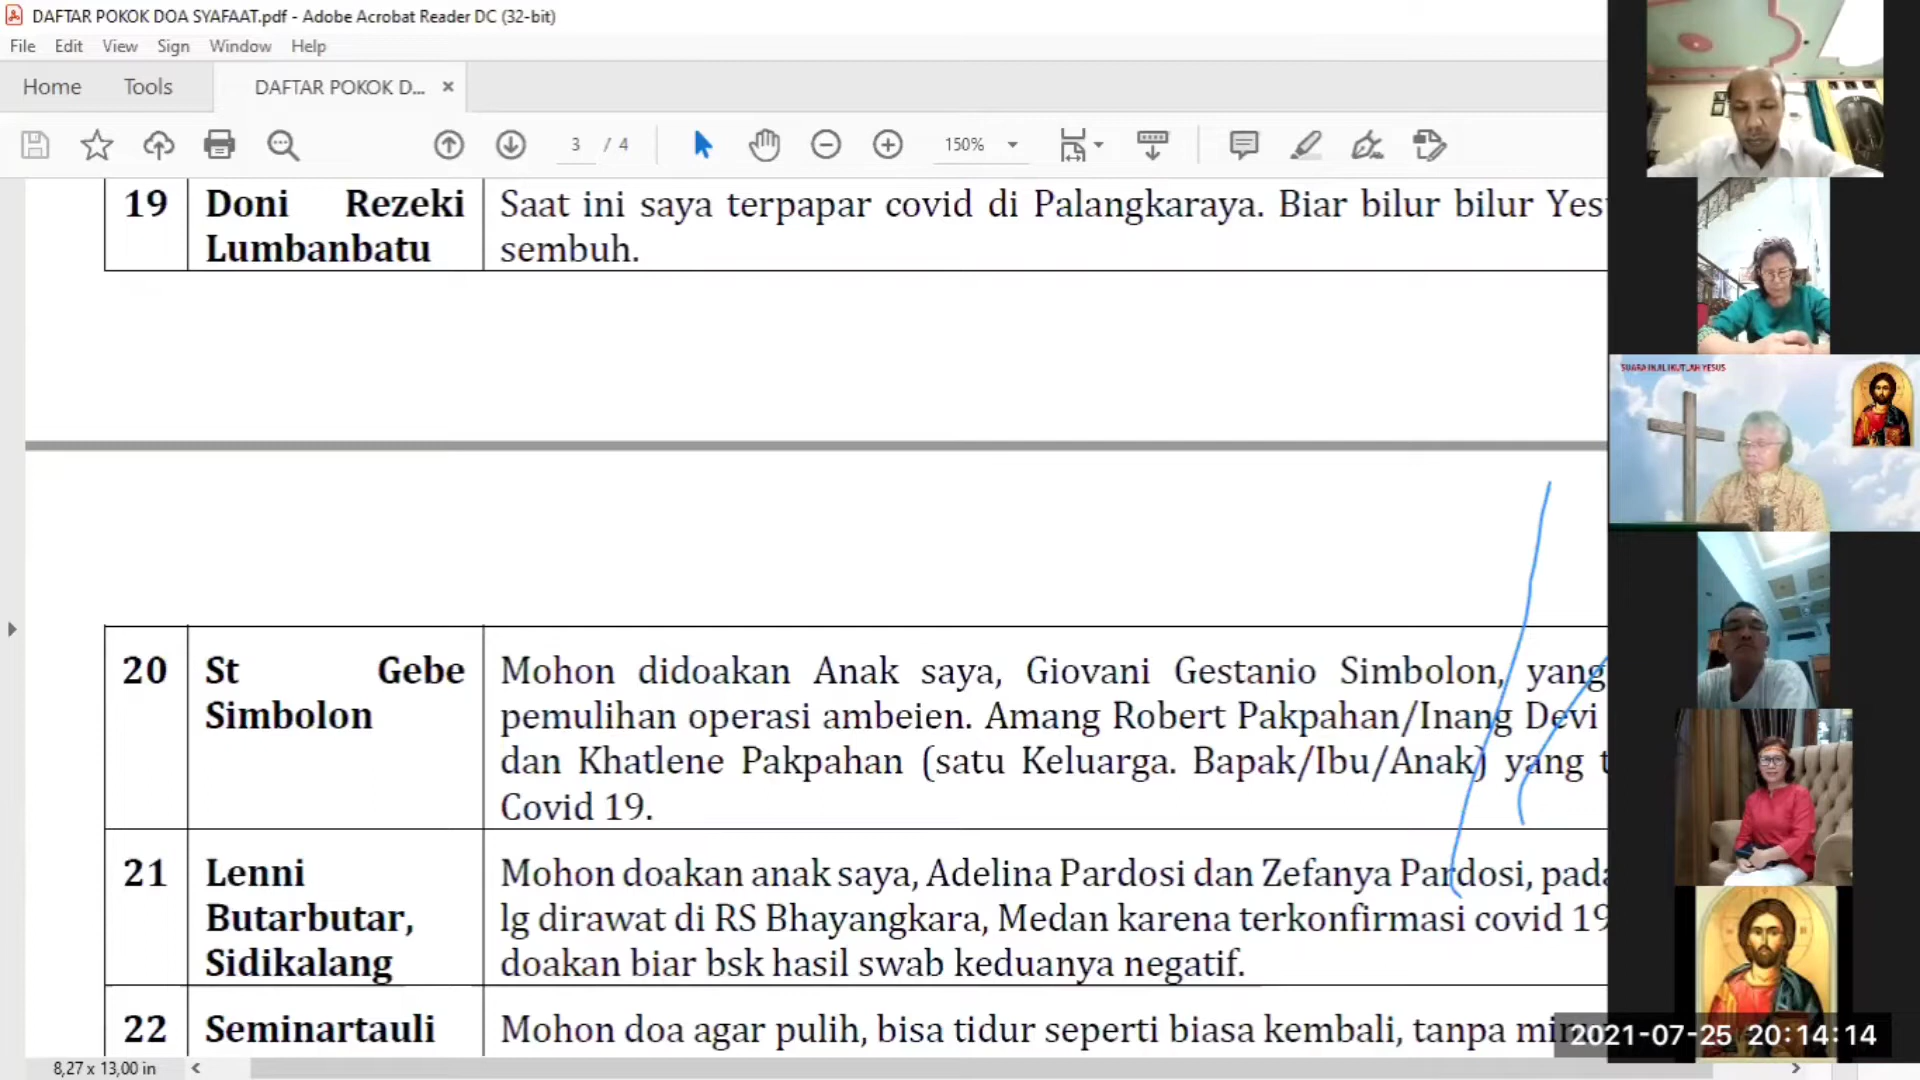 DAFTAR POKOK DOA SYAFAAT.pdf - Adobe Acrobat Reader DC (32-bit)
File Edit View Sign Window Help
Home Tools DAFTAR POKOK D... ×
3 / 4 150%
19 Doni Rezeki Lumbanbatu
Saat ini saya terpapar covid di Palangkaraya. Biar bilur bilur Yes
sembuh.
SUARA INJIL IKUTLAH YESUS
20 St Gebe Simbolon
Mohon didoakan Anak saya, Giovani Gestanio Simbolon, yang
pemulihan operasi ambeien. Amang Robert Pakpahan/Inang Devi
dan Khatlene Pakpahan (satu Keluarga. Bapak/Ibu/Anak) yang t
Covid 19.
21 Lenni Butarbutar, Sidikalang
Mohon doakan anak saya, Adelina Pardosi dan Zefanya Pardosi, pada
lg dirawat di RS Bhayangkara, Medan karena terkonfirmasi covid 19
doakan biar bsk hasil swab keduanya negatif.
22 Seminartauli
Mohon doa agar pulih, bisa tidur seperti biasa kembali, tanpa min
2021-07-25 20:14:14
8,27 x 13,00 in